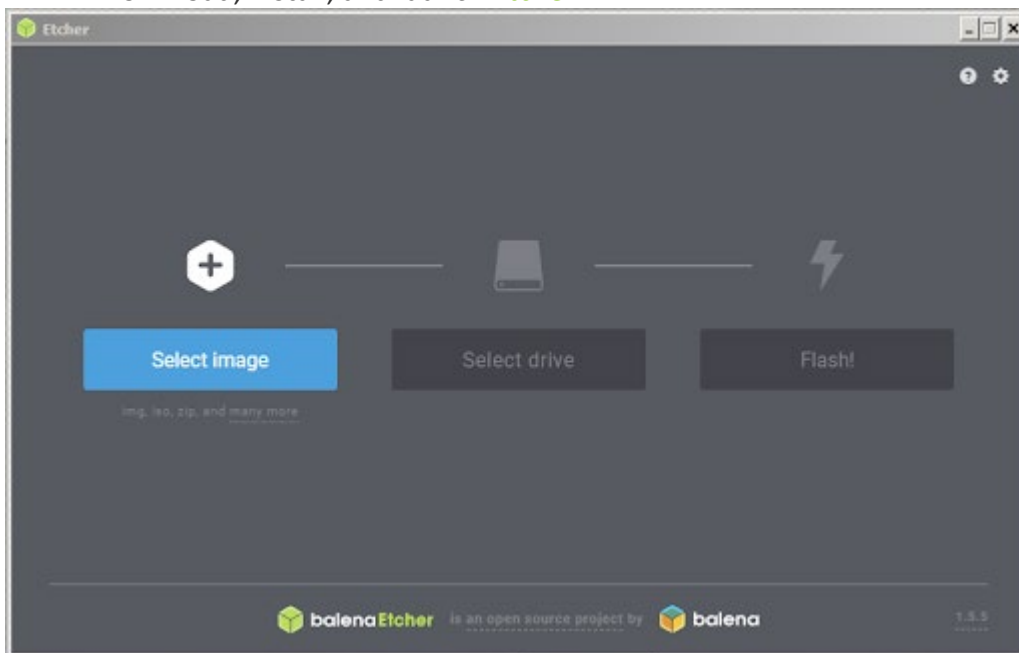 Etcher
Select image
Select drive
Flash!
img, iso, zip, and many more
balenaEtcher is an open source project by balena
1.5.5